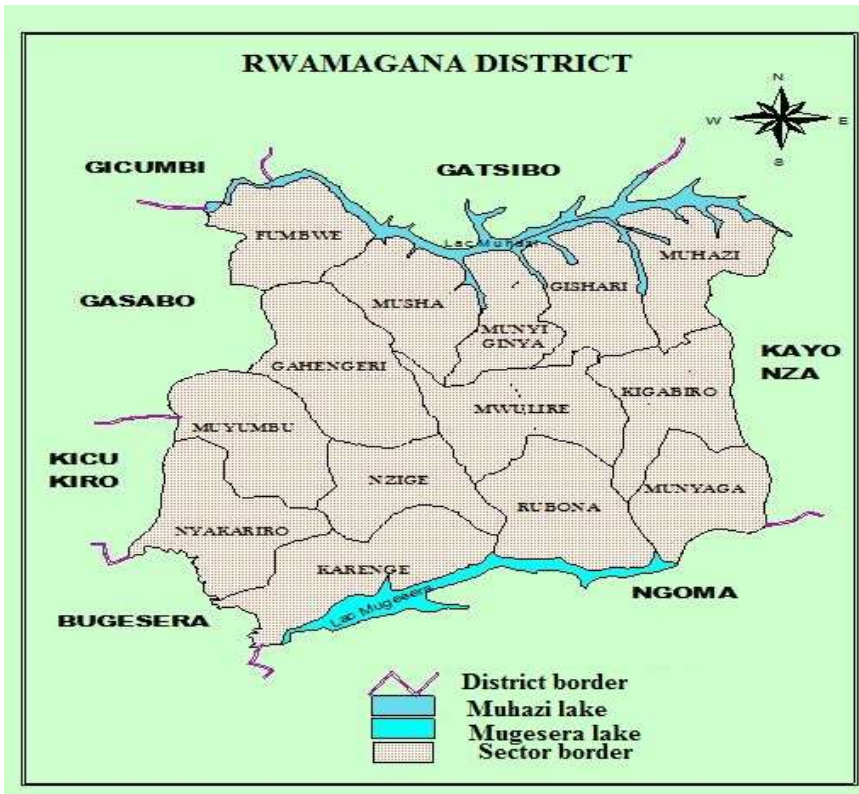 RWAMAGANA DISTRICT
N
W
E
S
GICUMBI
GATSIBO
FUMBWE
Lac Muhazi
MUHAZI
GASABO
MUSHA
GISHARI
MUNYI
GINYA
KAYO
NZA
GAHENGERI
KIGABIRO
MWULIRE
MUYUMBU
KICU
KIRO
NZIGE
MUNYAGA
RUBONA
NYAKARIRO
KARENGE
Lac Mugesera
NGOMA
BUGESERA
District border
Muhazi lake
Mugesera lake
Sector border